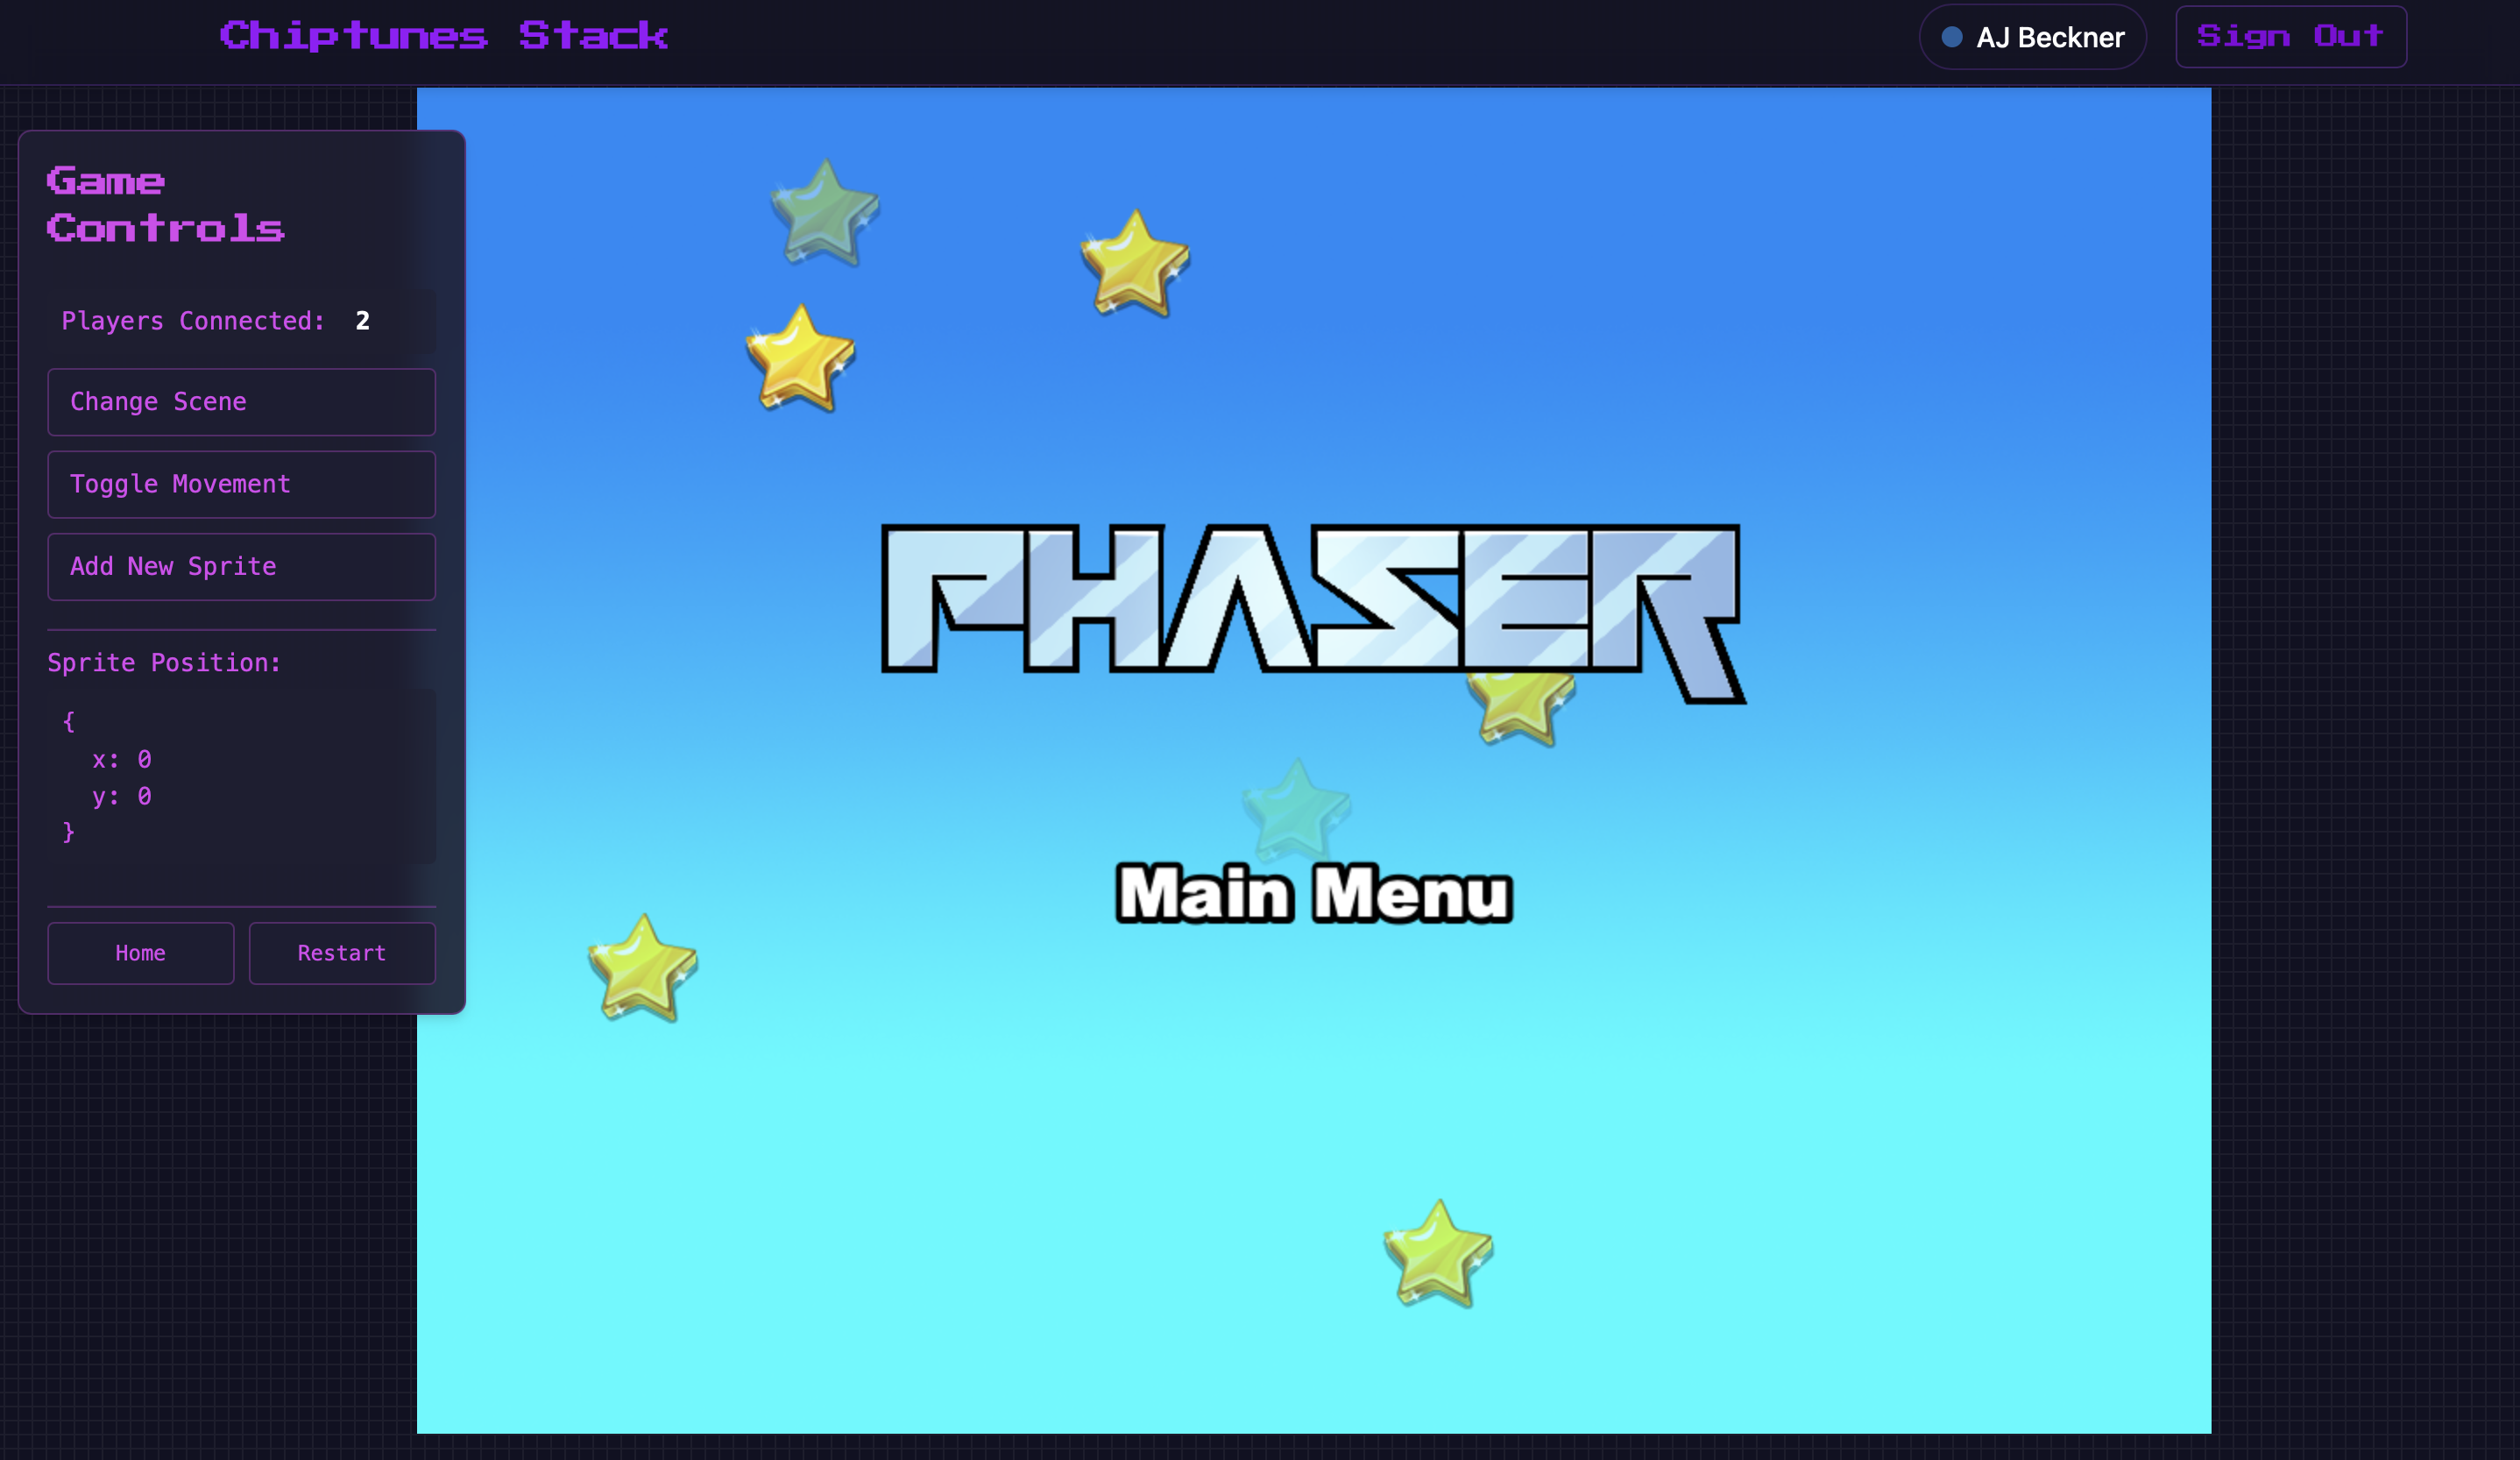 Chiptunes Stack
AJ Beckner
Sign Out
Game
Controls
Players Connected: 2
Change Scene
Toggle Movement
Add New Sprite
Sprite Position:
{
x: 0
y: 0
}
Home
Restart
PHASER
Main Menu